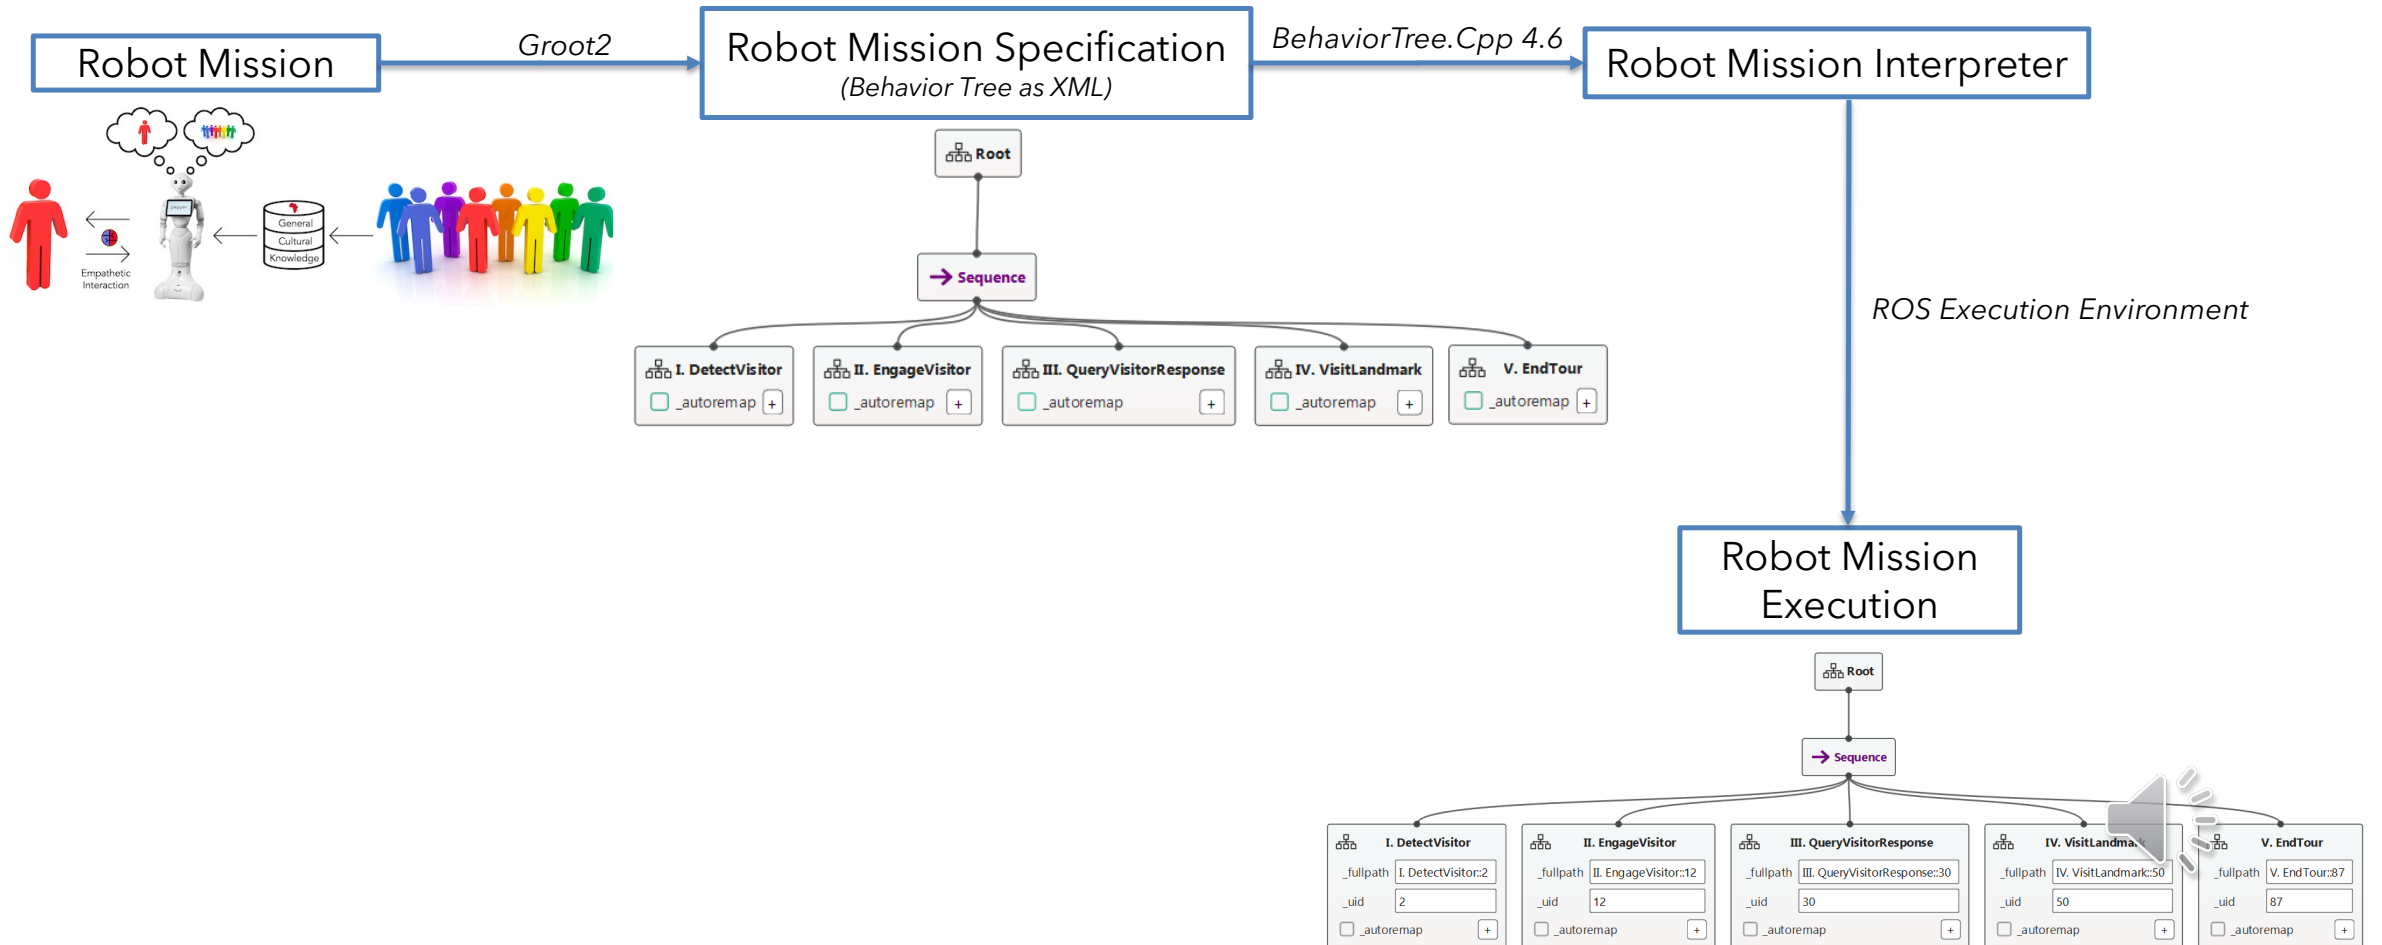 Robot Mission
Groot2
Robot Mission Specification
(Behavior Tree as XML)
BehaviorTree.Cpp 4.6
Robot Mission Interpreter
General
Cultural
Knowledge
Empathetic
Interaction
Root
Sequence
I. DetectVisitor
_autoremap +
II. EngageVisitor
_autoremap +
III. QueryVisitorResponse
_autoremap +
IV. VisitLandmark
_autoremap +
V. EndTour
_autoremap +
ROS Execution Environment
Robot Mission
Execution
Root
Sequence
I. DetectVisitor
_fullpath I. DetectVisitor::2
_uid 2
_autoremap +
II. EngageVisitor
_fullpath II. EngageVisitor::12
_uid 12
_autoremap +
III. QueryVisitorResponse
_fullpath III. QueryVisitorResponse::30
_uid 30
_autoremap +
IV. VisitLandmark
_fullpath IV. VisitLandmark::50
_uid 50
_autoremap +
V. EndTour
_fullpath V. EndTour::87
_uid 87
_autoremap +